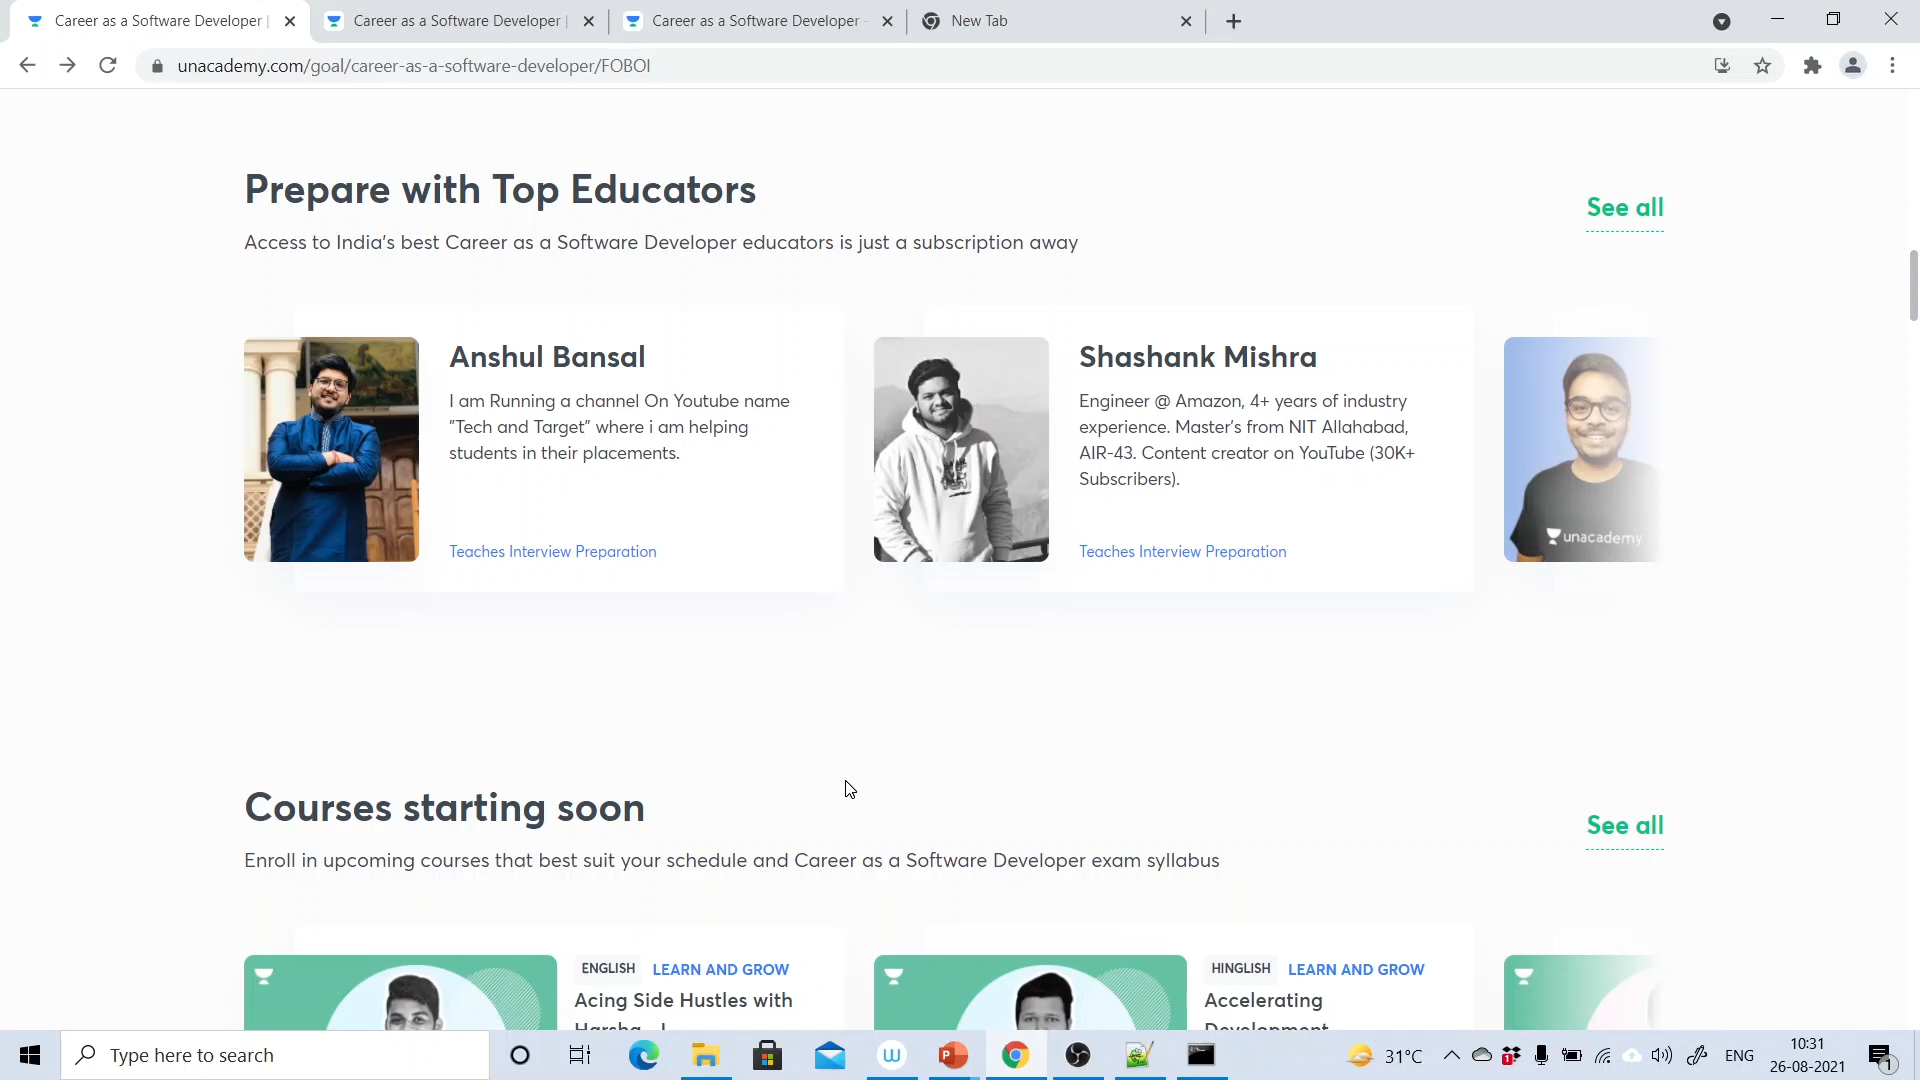 Career as a Software Developer |
Career as a Software Developer |
Career as a Software Developer -
New Tab
unacademy.com/goal/career-as-a-software-developer/FOBOI
Prepare with Top Educators
See all
Access to India's best Career as a Software Developer educators is just a subscription away
Anshul Bansal
I am Running a channel On Youtube name
"Tech and Target" where i am helping
students in their placements.
Teaches Interview Preparation
Shashank Mishra
Engineer @ Amazon, 4+ years of industry
experience. Master's from NIT Allahabad,
AIR-43. Content creator on YouTube (30K+
Subscribers).
Teaches Interview Preparation
unacademy
Courses starting soon
See all
Enroll in upcoming courses that best suit your schedule and Career as a Software Developer exam syllabus
ENGLISH LEARN AND GROW
Acing Side Hustles with
HINGLISH LEARN AND GROW
Accelerating
Development
Type here to search
31°C
ENG
10:31
26-08-2021
1
1